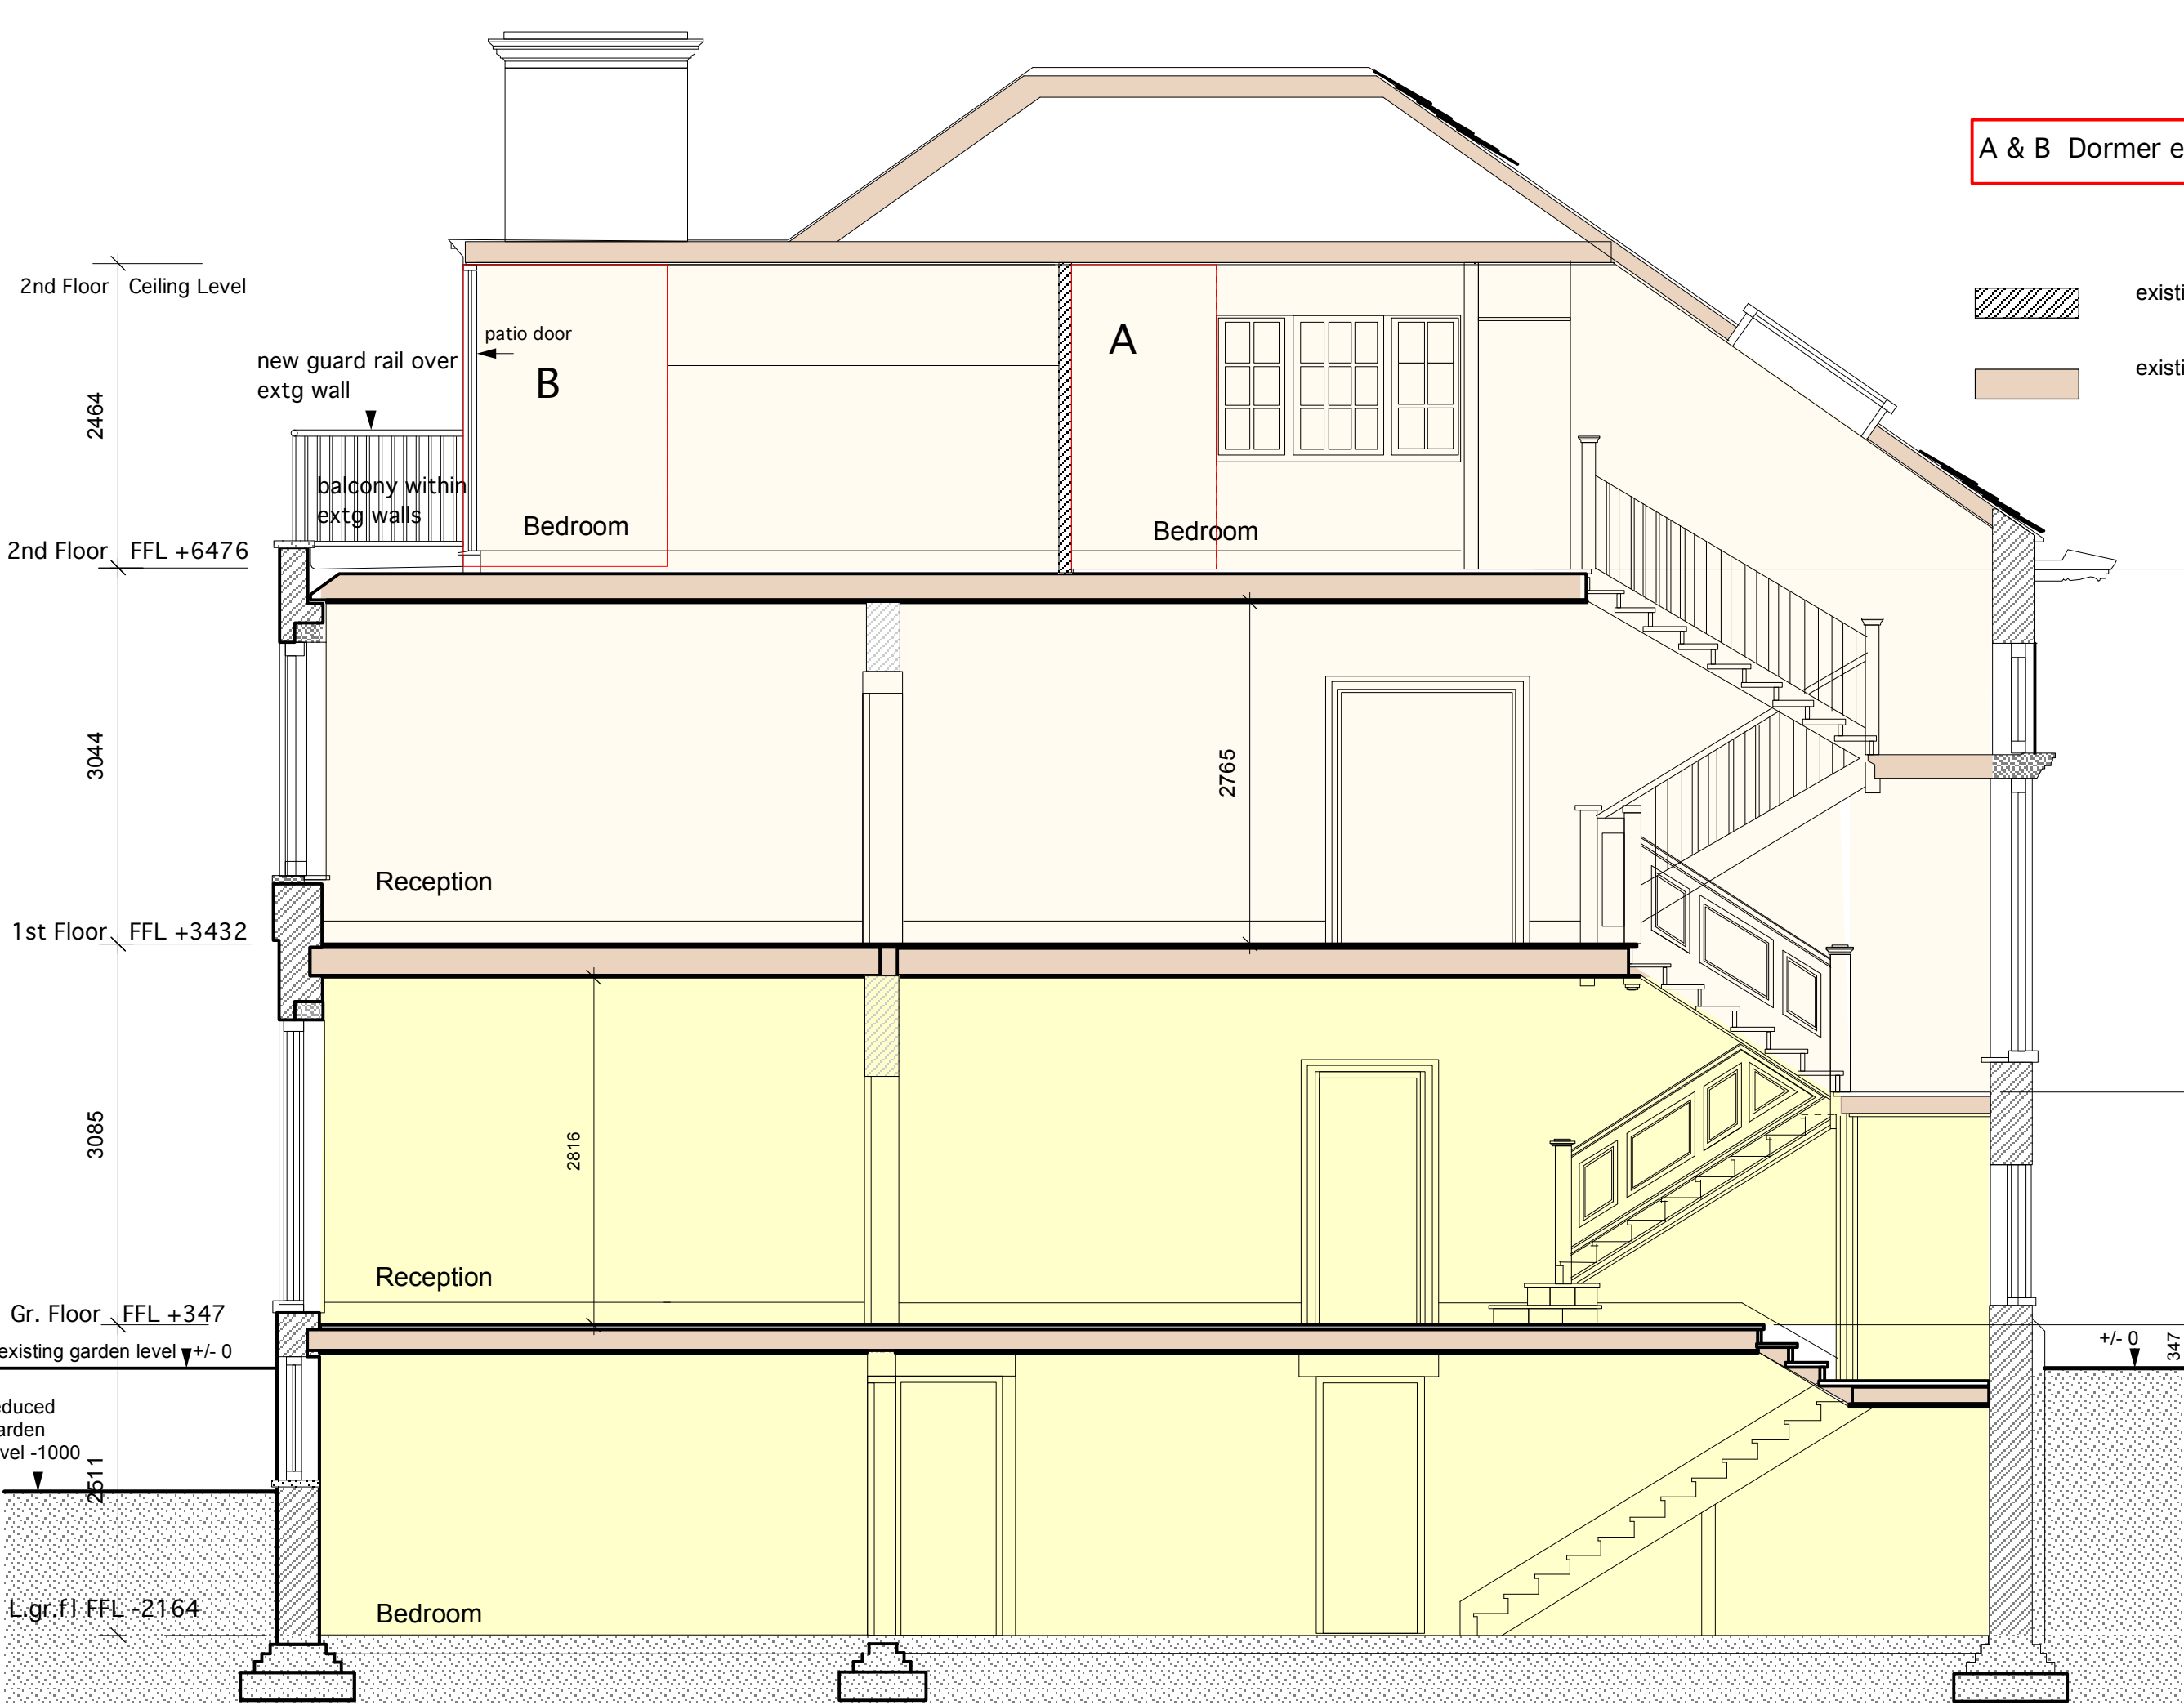 A & B Dormer e
2nd Floor Ceiling Level
existi
patio door
new guard rail over
extg wall
A
B
existi
2464
balcony within
extg walls
Bedroom
Bedroom
2nd Floor FFL +6476
3044
2765
Reception
1st Floor FFL +3432
3085
2816
Reception
Gr. Floor FFL +347
existing garden level +/- 0
+/- 0
347
educed
arden
vel -1000
2511
L.gr.fl FFL -2164
Bedroom